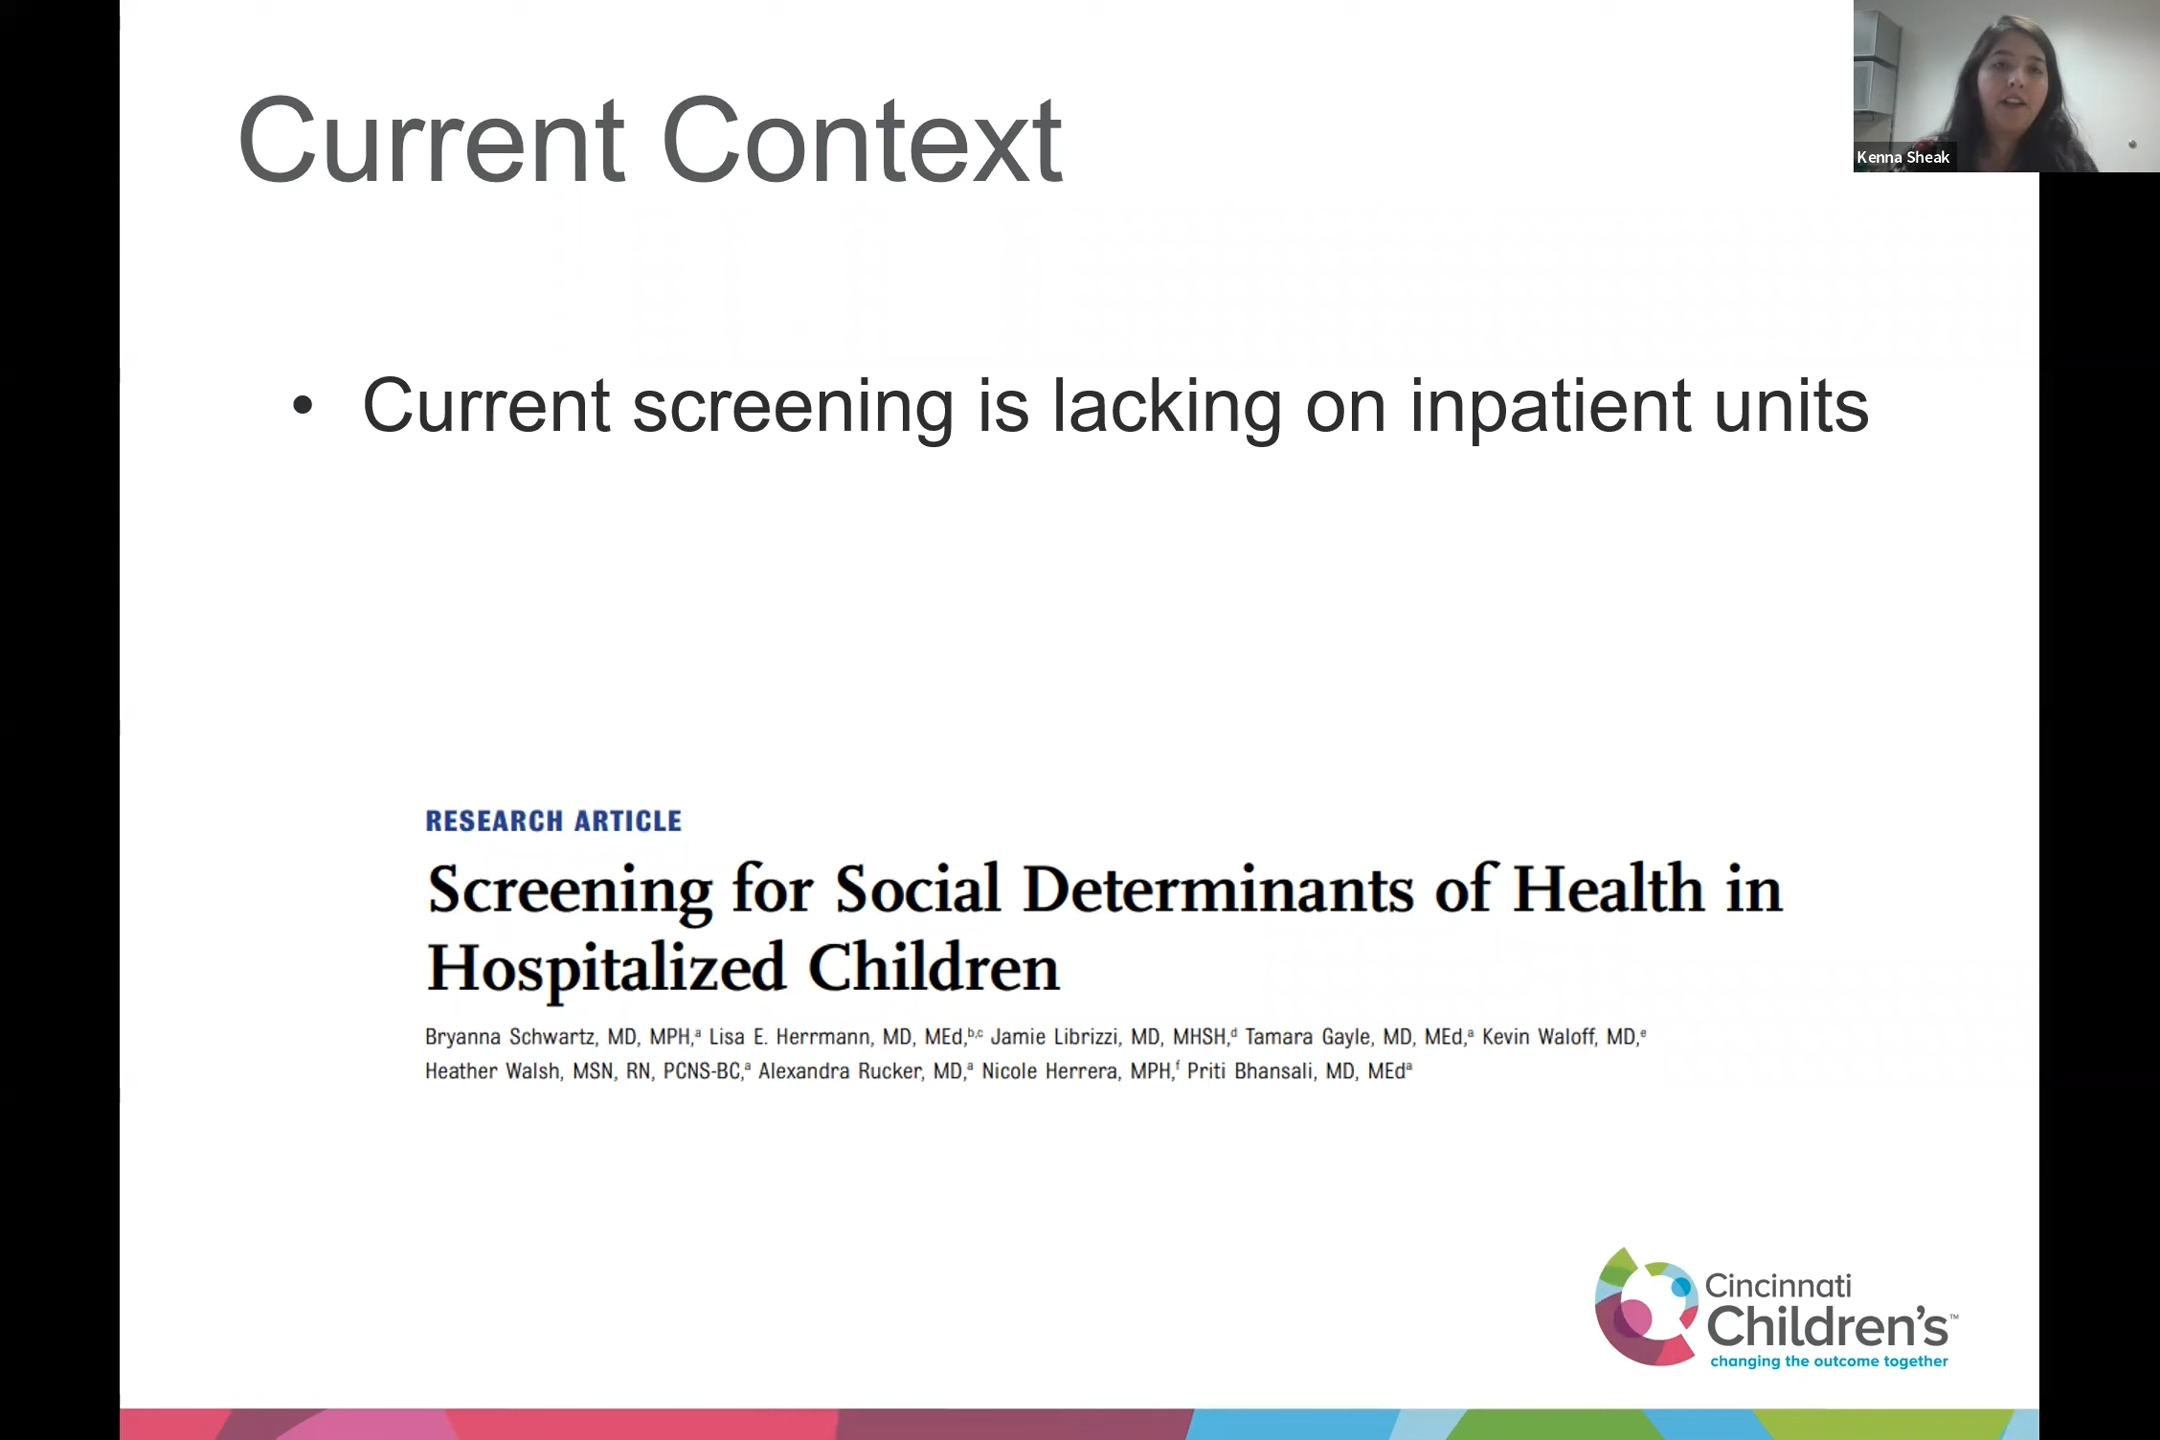 Current Context
Kenna Sheak
• Current screening is lacking on inpatient units
RESEARCH ARTICLE
Screening for Social Determinants of Health in
Hospitalized Children
Bryanna Schwartz, MD, MPH,ᵃ Lisa E. Herrmann, MD, MEd,ᵇ,ᶜ Jamie Librizzi, MD, MHSH,ᵈ Tamara Gayle, MD, MEd,ᵃ Kevin Waloff, MD,ᵉ
Heather Walsh, MSN, RN, PCNS-BC,ᵃ Alexandra Rucker, MD,ᵃ Nicole Herrera, MPH,ᶠ Priti Bhansali, MD, MEdᵃ
Cincinnati
Children's™
changing the outcome together